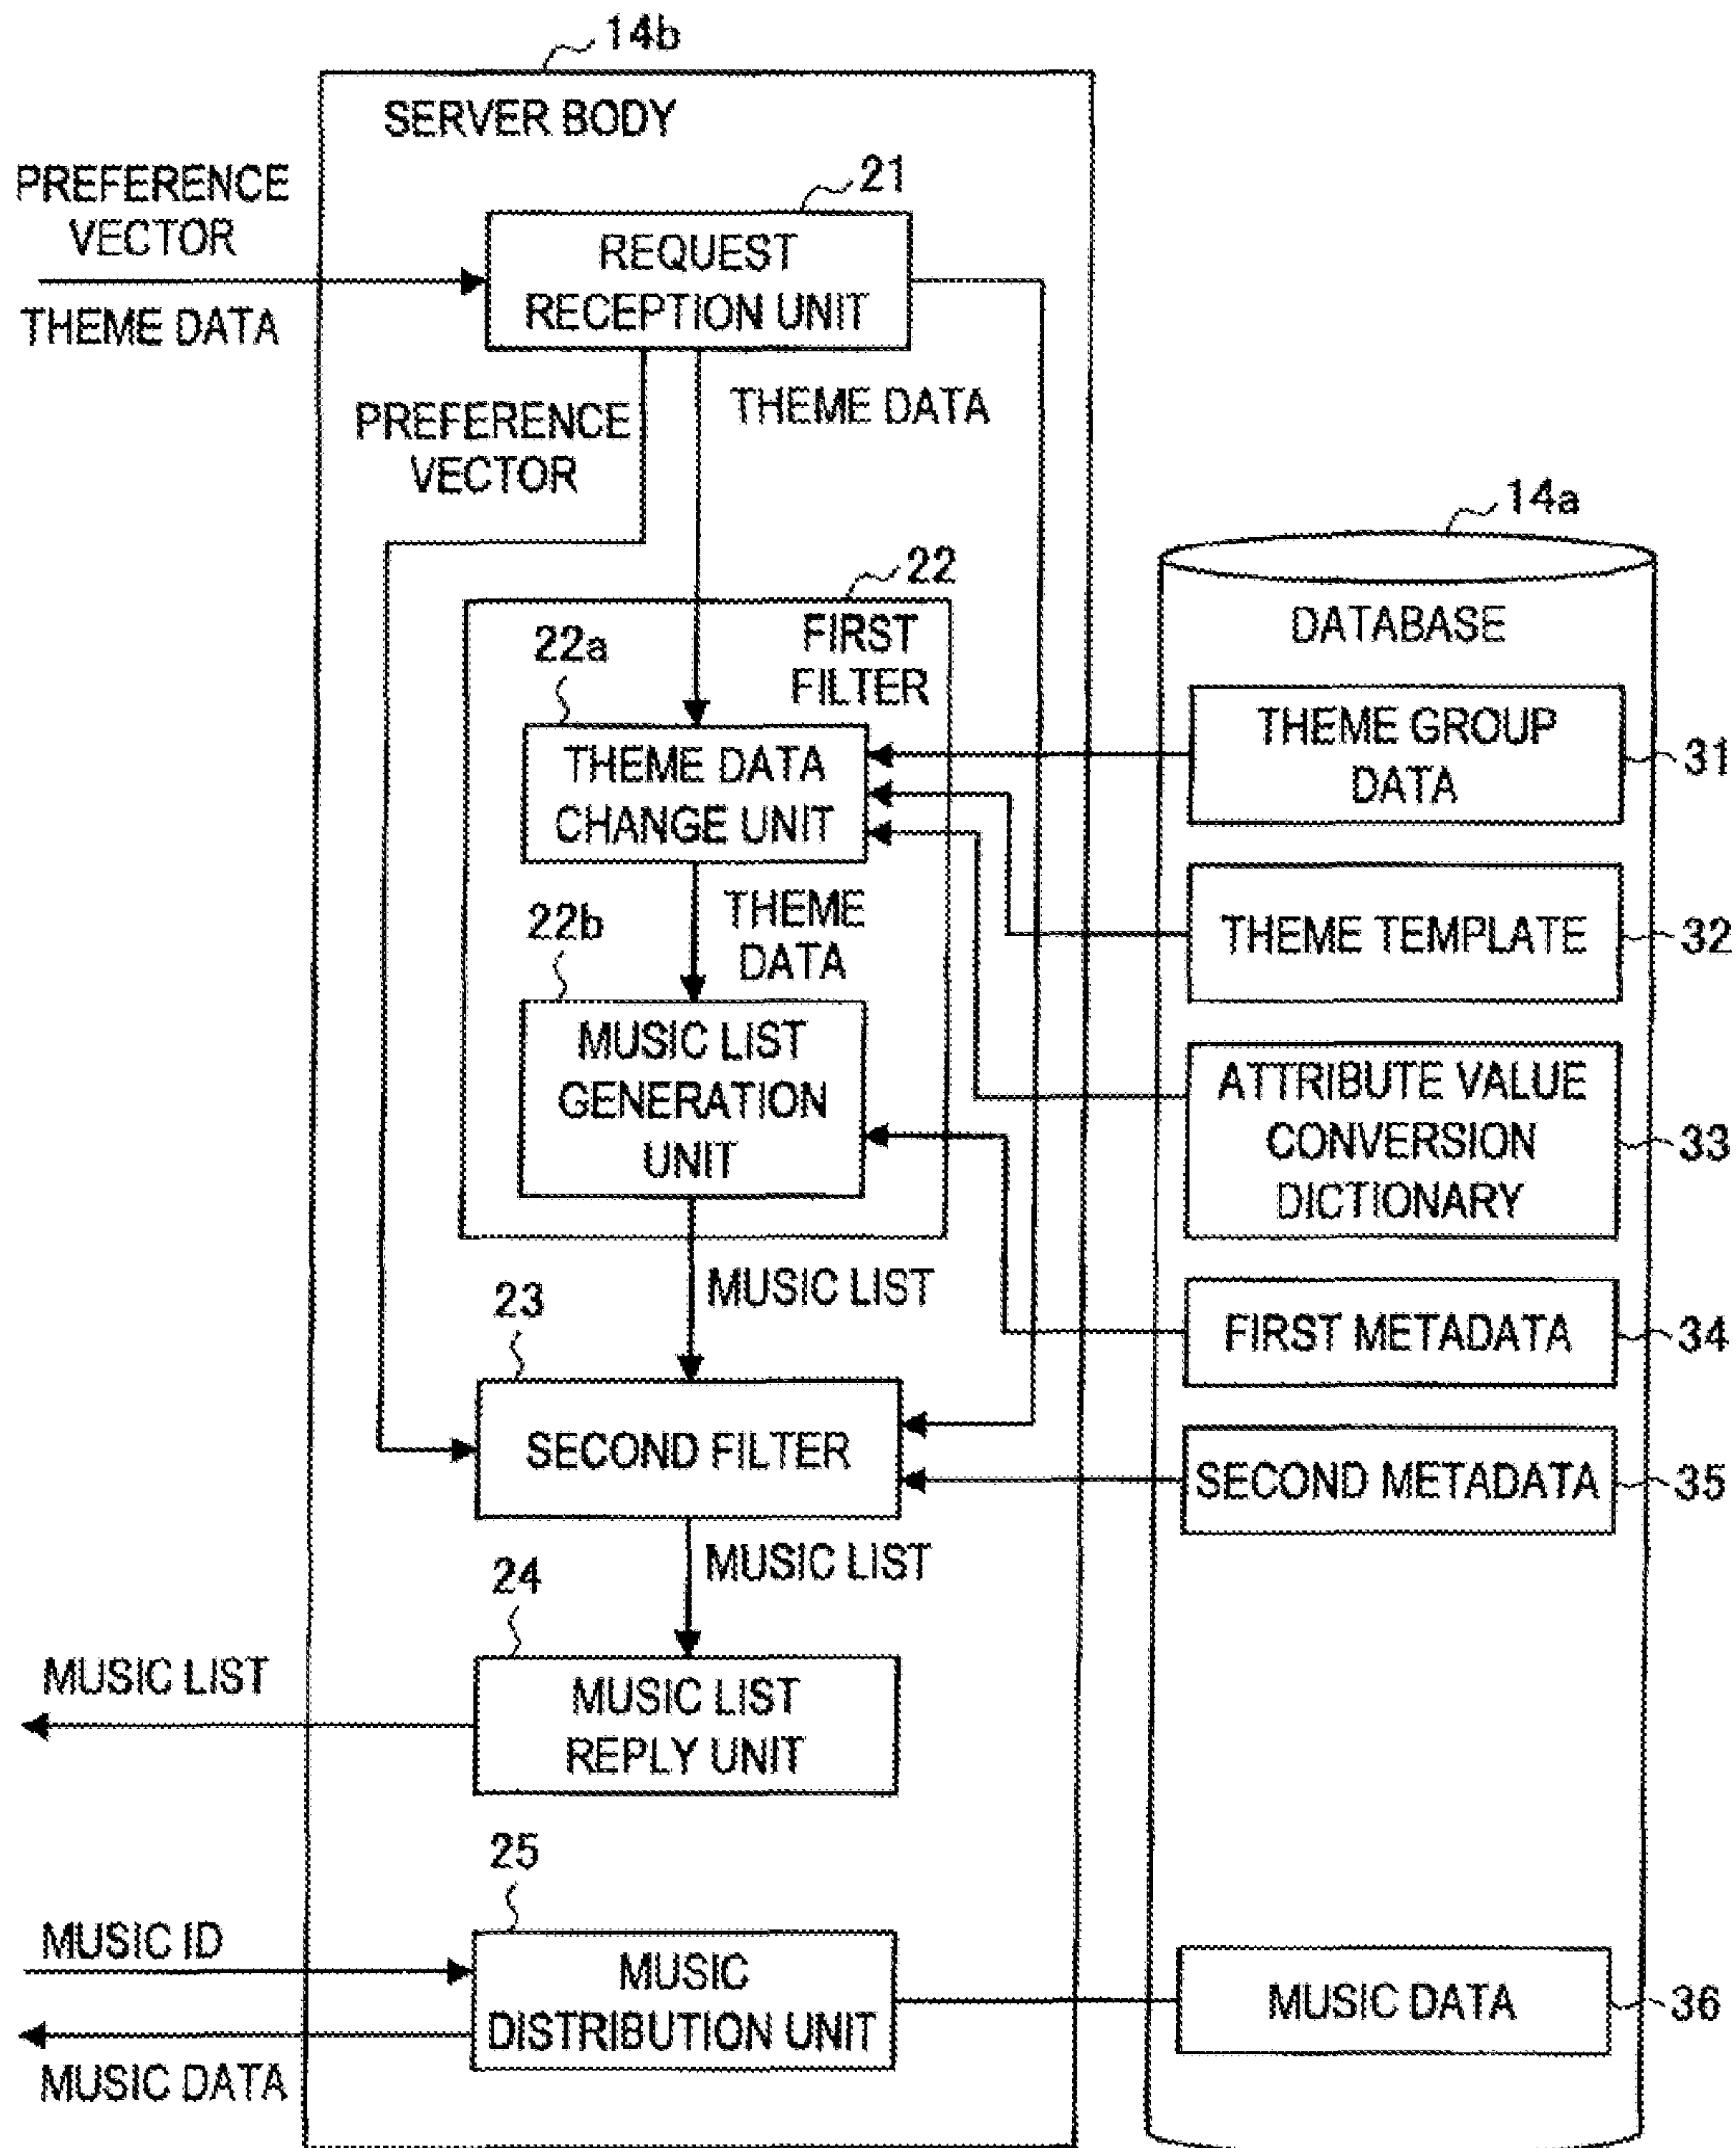 14b
SERVER BODY
PREFERENCE
VECTOR
THEME DATA
21
REQUEST
RECEPTION UNIT
PREFERENCE
VECTOR
THEME DATA
14a
DATABASE
22
FIRST
FILTER
22a
THEME DATA
CHANGE UNIT
THEME GROUP
DATA
31
THEME
DATA
22b
THEME TEMPLATE
32
MUSIC LIST
GENERATION
UNIT
ATTRIBUTE VALUE
CONVERSION
DICTIONARY
33
MUSIC LIST
FIRST METADATA
34
23
SECOND FILTER
SECOND METADATA
35
MUSIC LIST
24
MUSIC LIST
MUSIC LIST
REPLY UNIT
25
MUSIC ID
MUSIC
DISTRIBUTION UNIT
MUSIC DATA
MUSIC DATA
36